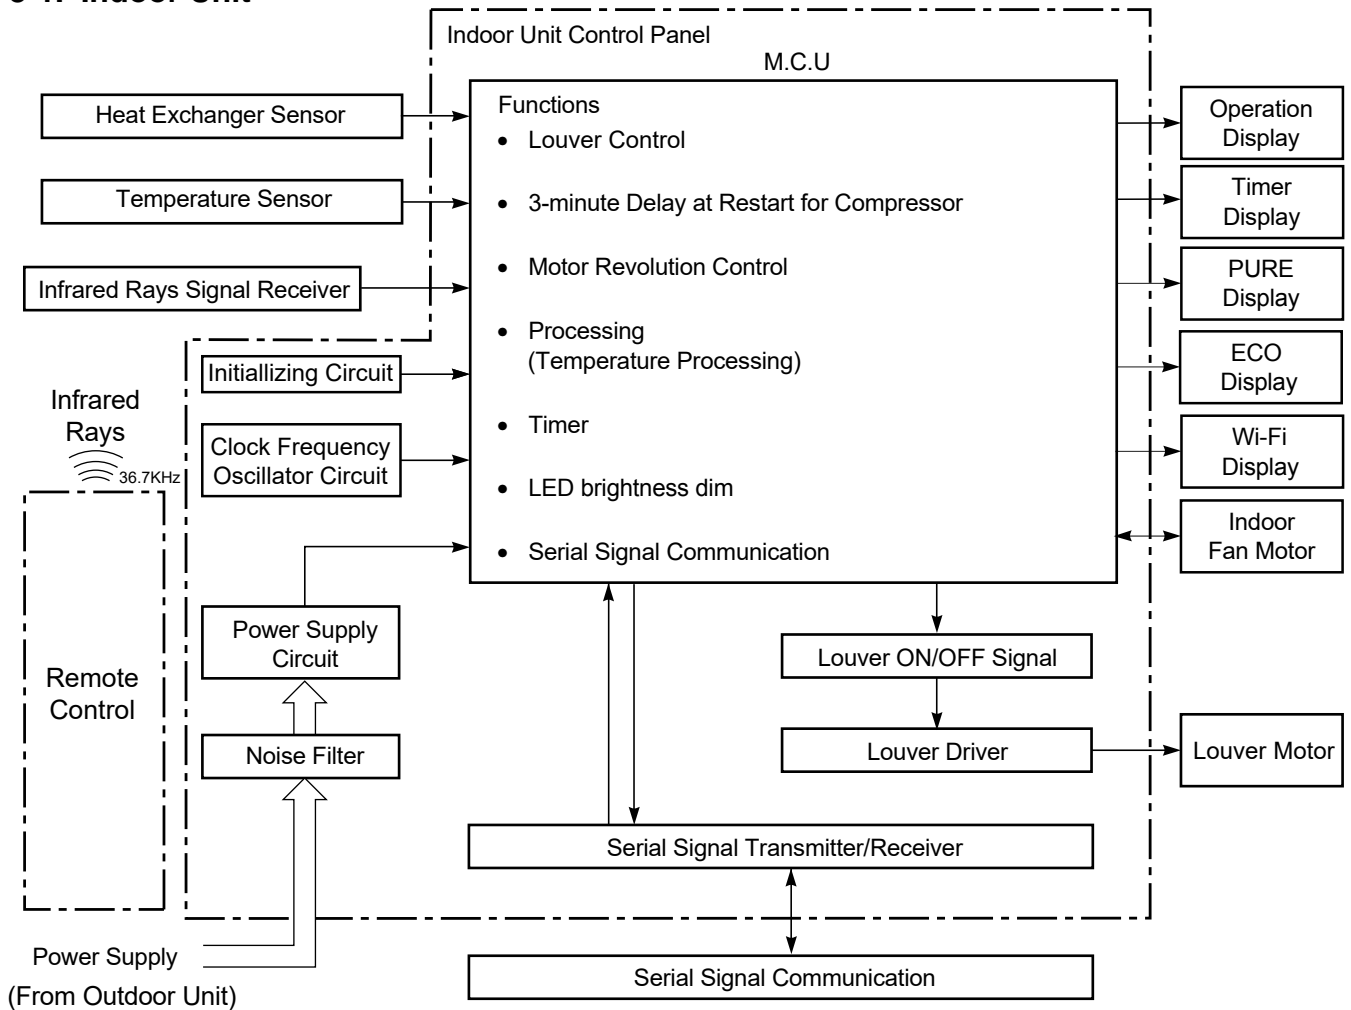 Indoor Unit
Indoor Unit Control Panel
M.C.U
Heat Exchanger Sensor
Temperature Sensor
Infrared Rays Signal Receiver
Initiallizing Circuit
Clock Frequency
Oscillator Circuit
Infrared
Rays
36.7KHz
Remote
Control
Power Supply
Circuit
Noise Filter
Power Supply
(From Outdoor Unit)
Functions
• Louver Control
• 3-minute Delay at Restart for Compressor
• Motor Revolution Control
• Processing
(Temperature Processing)
• Timer
• LED brightness dim
• Serial Signal Communication
Louver ON/OFF Signal
Louver Driver
Serial Signal Transmitter/Receiver
Serial Signal Communication
Operation
Display
Timer
Display
PURE
Display
ECO
Display
Wi-Fi
Display
Indoor
Fan Motor
Louver Motor